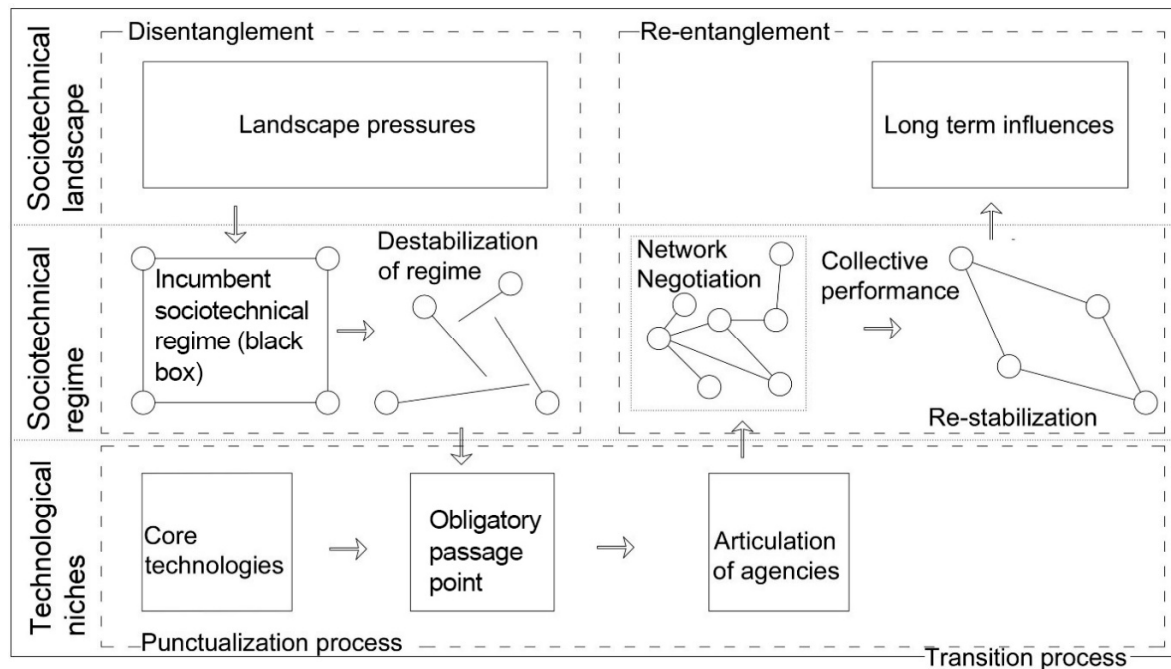 Disentanglement
Re-entanglement
Sociotechnical
landscape
Landscape pressures
Long term influences
Sociotechnical
regime
Incumbent
sociotechnical
regime (black
box)
Destabilization
of regime
Network
Negotiation
Collective
performance
Re-stabilization
Technological
niches
Core
technologies
Obligatory
passage
point
Articulation
of agencies
Punctualization process
Transition process